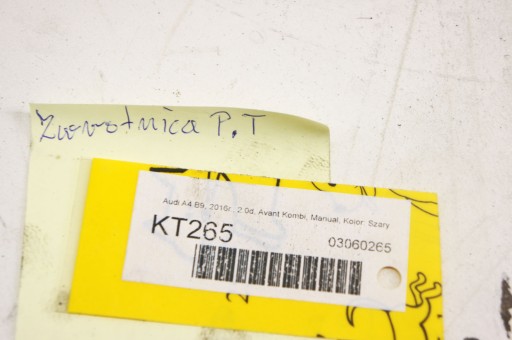 Zwrotnica P.T
Audi A4 B9, 2016r., 2.0d, Avant Kombi, Manual, Kolor: Szary
KT265
03060265